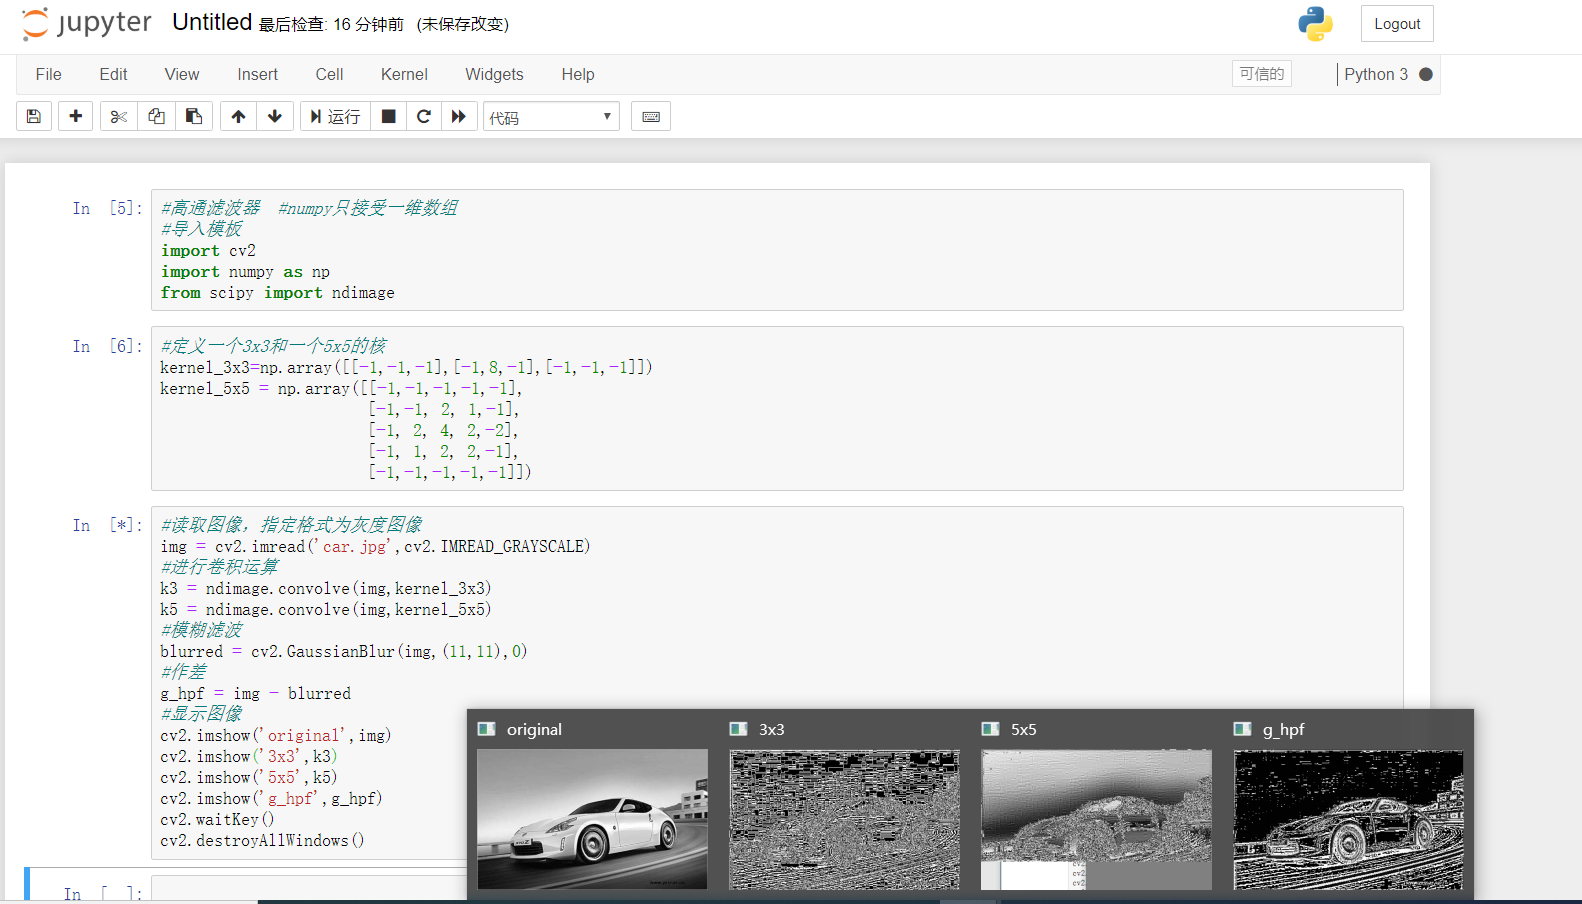 jupyter Untitled 最后检查: 16 分钟前 (未保存改变) Logout
File Edit View Insert Cell Kernel Widgets Help 可信的 Python 3
运行 代码
In [5]: #高通滤波器 #numpy只接受一维数组
#导入模板
import cv2
import numpy as np
from scipy import ndimage
In [6]: #定义一个3x3和一个5x5的核
kernel_3x3=np.array([[-1,-1,-1],[-1,8,-1],[-1,-1,-1]])
kernel_5x5 = np.array([[-1,-1,-1,-1,-1],
[-1,-1, 2, 1,-1],
[-1, 2, 4, 2,-2],
[-1, 1, 2, 2,-1],
[-1,-1,-1,-1,-1]])
In [*]: #读取图像, 指定格式为灰度图像
img = cv2.imread('car.jpg',cv2.IMREAD_GRAYSCALE)
#进行卷积运算
k3 = ndimage.convolve(img,kernel_3x3)
k5 = ndimage.convolve(img,kernel_5x5)
#模糊滤波
blurred = cv2.GaussianBlur(img,(11,11),0)
#作差
g_hpf = img - blurred
#显示图像
cv2.imshow('original',img)
cv2.imshow('3x3',k3)
cv2.imshow('5x5',k5)
cv2.imshow('g_hpf',g_hpf)
cv2.waitKey()
cv2.destroyAllWindows()
original 3x3 5x5 g_hpf
cv2
cv2
cv2
In [ ]: